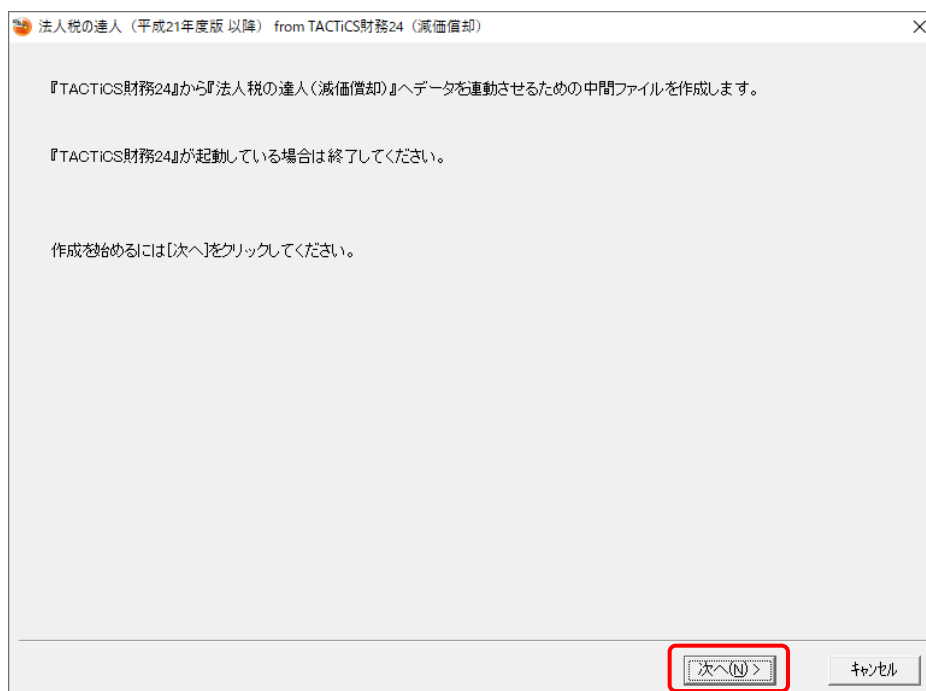 法人税の達人（平成21年度版 以降） from TACTiCS財務24（減価償却）
『TACTiCS財務24』から『法人税の達人(減価償却)』へデータを連動させるための中間ファイルを作成します。
『TACTiCS財務24』が起動している場合は終了してください。
作成を始めるには[次へ]をクリックしてください。
次へ(N) >
キャンセル